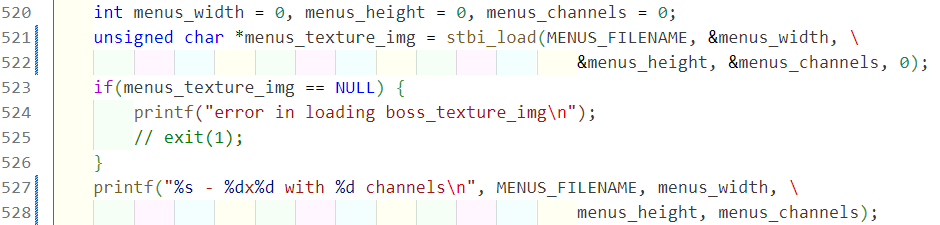 520 int menus_width = 0, menus_height = 0, menus_channels = 0;
521 unsigned char *menus_texture_img = stbi_load(MENUS_FILENAME, &menus_width, \
522 &menus_height, &menus_channels, 0);
523 if(menus_texture_img == NULL) {
524 printf("error in loading boss_texture_img\n");
525 // exit(1);
526 }
527 printf("%s - %dx%d with %d channels\n", MENUS_FILENAME, menus_width, \
528 menus_height, menus_channels);